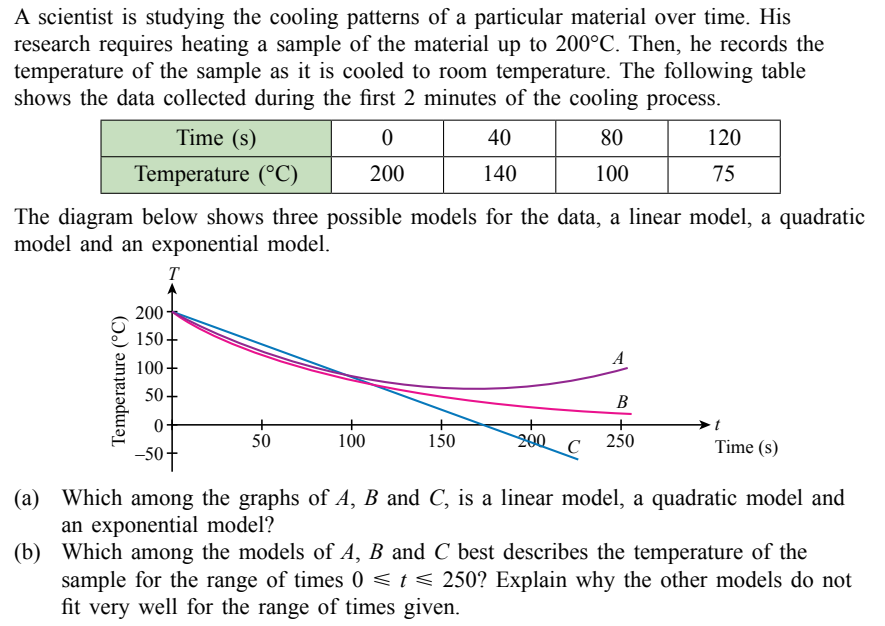 A scientist is studying the cooling patterns of a particular material over time. His
research requires heating a sample of the material up to 200°C. Then, he records the
temperature of the sample as it is cooled to room temperature. The following table
shows the data collected during the first 2 minutes of the cooling process.
Time (s) 0 40 80 120
Temperature (°C) 200 140 100 75
The diagram below shows three possible models for the data, a linear model, a quadratic
model and an exponential model.
T
Temperature (°C)
200
150
100
50
0
–50
50 100 150 200 250
A
B
C
t
Time (s)
(a) Which among the graphs of A, B and C, is a linear model, a quadratic model and
an exponential model?
(b) Which among the models of A, B and C best describes the temperature of the
sample for the range of times 0 ⩽ t ⩽ 250? Explain why the other models do not
fit very well for the range of times given.